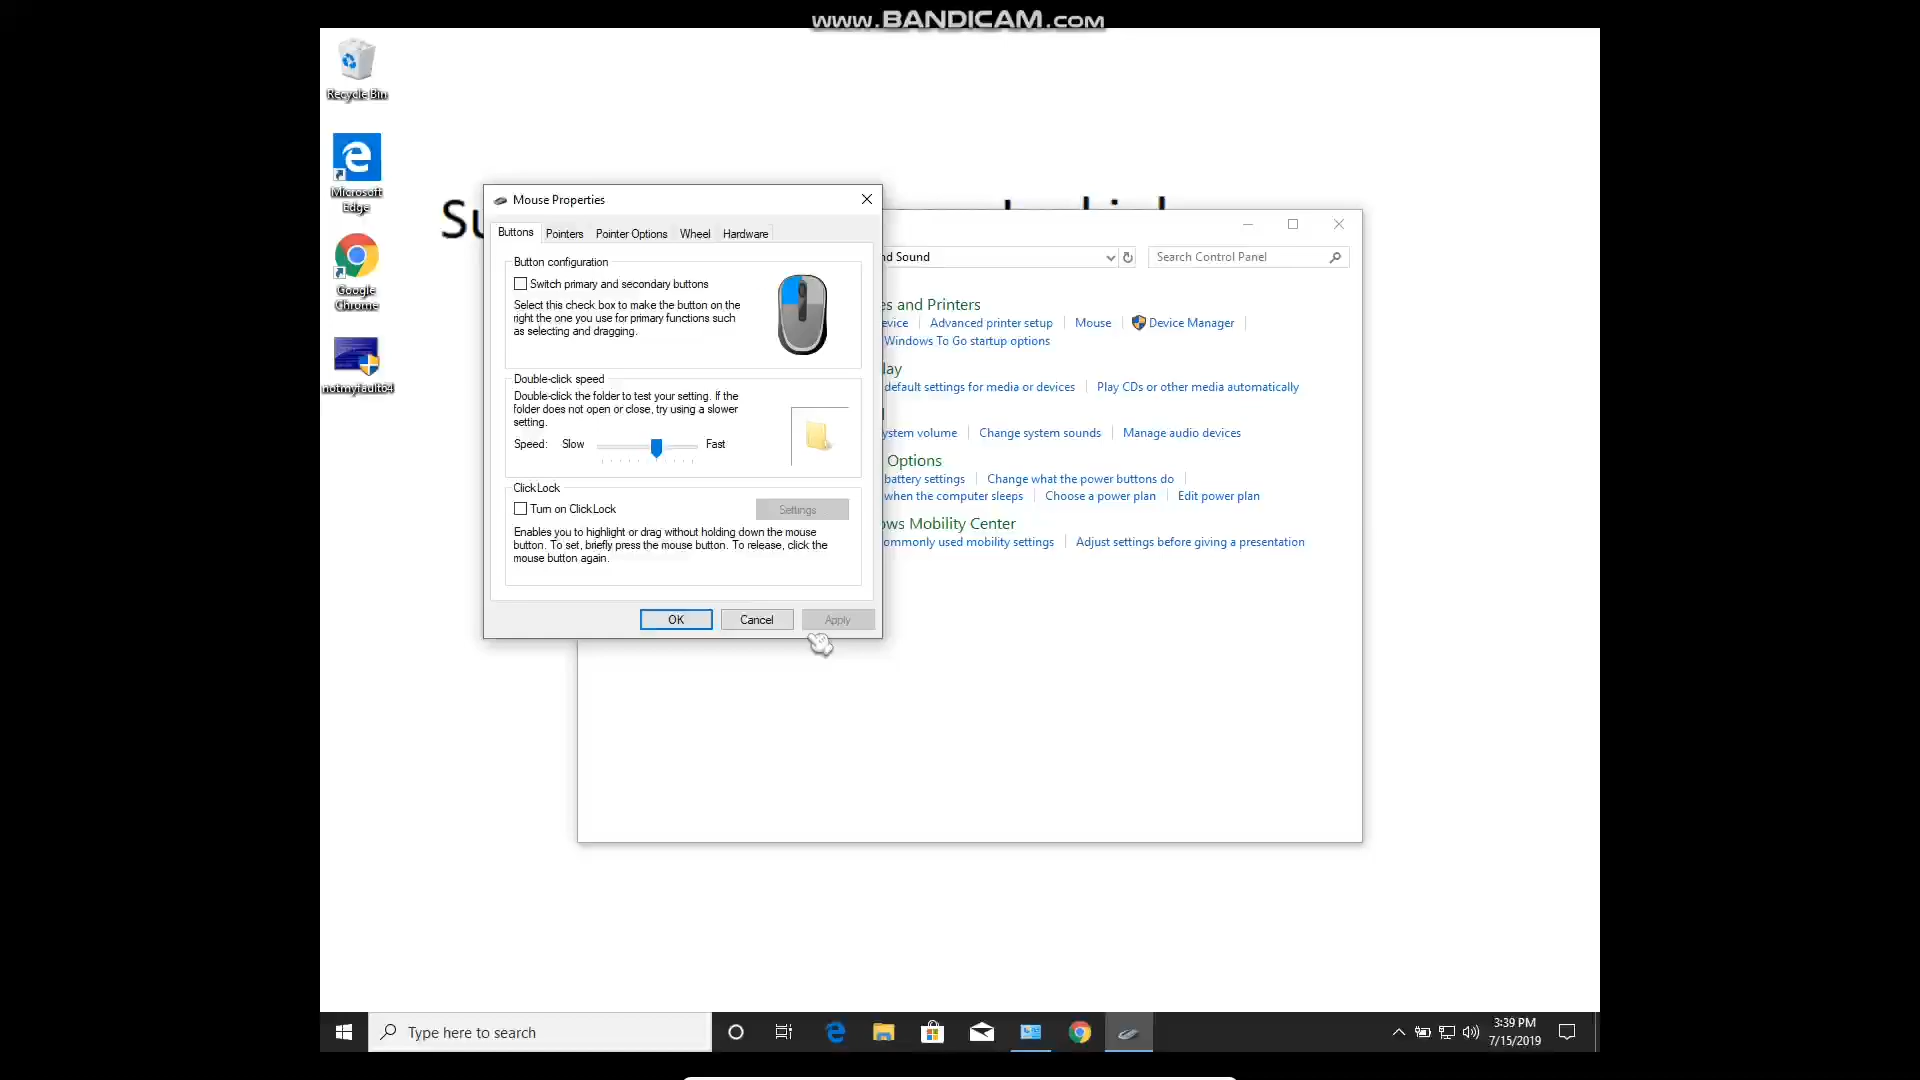 www.BANDICAM.com
Recycle Bin
Microsoft
Edge
Google
Chrome
notmyfault64
Su
Mouse Properties
Buttons
Pointers
Pointer Options
Wheel
Hardware
Button configuration
Switch primary and secondary buttons
Select this check box to make the button on the
right the one you use for primary functions such
as selecting and dragging.
Double-click speed
Double-click the folder to test your setting. If the
folder does not open or close, try using a slower
setting.
Speed: Slow Fast
ClickLock
Turn on ClickLock
Settings
Enables you to highlight or drag without holding down the mouse
button. To set, briefly press the mouse button. To release, click the
mouse button again.
OK Cancel Apply
nd Sound
Search Control Panel
es and Printers
evice Advanced printer setup Mouse Device Manager
Windows To Go startup options
lay
default settings for media or devices Play CDs or other media automatically
ystem volume Change system sounds Manage audio devices
Options
battery settings Change what the power buttons do
when the computer sleeps Choose a power plan Edit power plan
ows Mobility Center
ommonly used mobility settings Adjust settings before giving a presentation
Type here to search
3:39 PM
7/15/2019